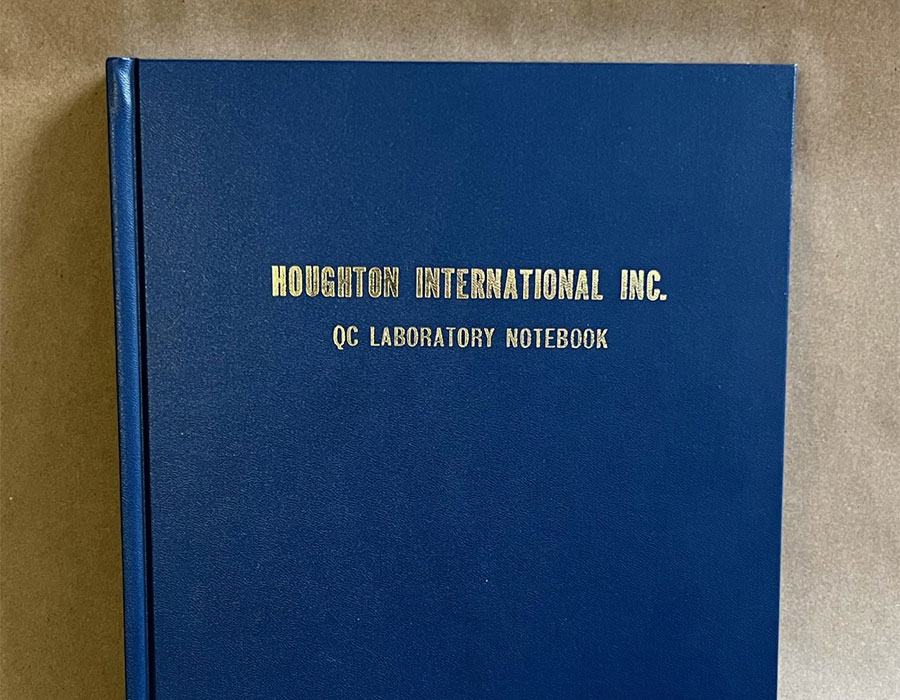 HOUGHTON INTERNATIONAL INC.
QC LABORATORY NOTEBOOK